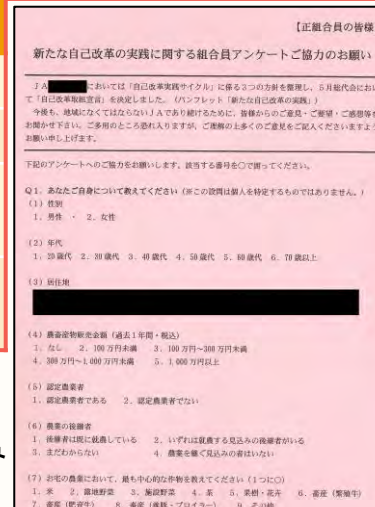 【正組合員の皆様
新たな自己改革の実践に関する組合員アンケートご協力のお願い
JA においては「自己改革実践サイクル」に係る3つの方針を整理し、5月総代会におい
て「自己改革取組宣言」を決定しました。(パンフレット「新たな自己改革の実践」)
今後も、地域になくてはならないJAであり続けるために、皆様からのご意見・ご要望・ご感想等を
お聞かせ下さい。ご多用のところ恐れ入りますが、ご理解の上多くのご意見をご記入くださいますよう
お願い申し上げます。
下記のアンケートへのご協力をお願いします。該当する番号を○で囲ってください。
Q1. あなたご自身について教えてください(※この設問は個人を特定するものではありません。)
(1) 性別
1. 男性 ・ 2. 女性
(2) 年代
1. 20歳代 2. 30歳代 3. 40歳代 4. 50歳代 5. 60歳代 6. 70歳以上
(3) 居住地
(4) 農畜産物販売金額(過去1年間・税込)
1. なし 2. 100万円未満 3. 100万円~300万円未満
4. 300万円~1,000万円未満 5. 1,000万円以上
(5) 認定農業者
1. 認定農業者である 2. 認定農業者でない
(6) 農業の後継者
1. 後継者は既に就農している 2. いずれは就農する見込みの後継者がいる
3. まだわからない 4. 農業を継ぐ見込みの者はいない
(7) お宅の農業において、最も中心的な作物を教えてください(1つに○)
1. 米 2. 露地野菜 3. 施設野菜 4. 茶 5. 果樹・花卉 6. 畜産(繁殖牛)
7. 畜産(肥育牛) 8. 畜産(養豚・ブロイラー) 9. その他